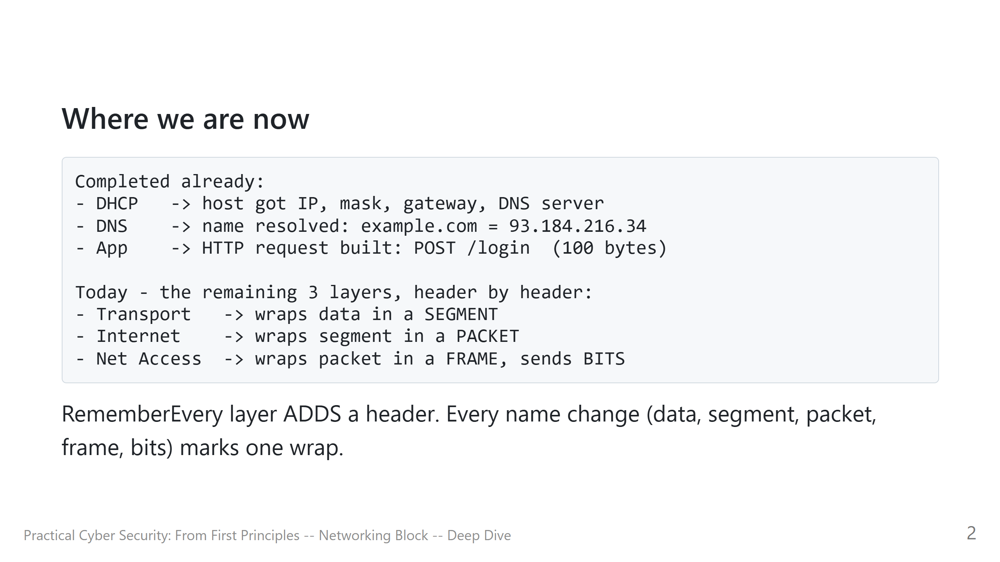 Where we are now
Completed already:
- DHCP   -> host got IP, mask, gateway, DNS server
- DNS    -> name resolved: example.com = 93.184.216.34
- App    -> HTTP request built: POST /login  (100 bytes)
Today - the remaining 3 layers, header by header:
- Transport   -> wraps data in a SEGMENT
- Internet    -> wraps segment in a PACKET
- Net Access  -> wraps packet in a FRAME, sends BITS
RememberEvery layer ADDS a header. Every name change (data, segment, packet,
frame, bits) marks one wrap.
Practical Cyber Security: From First Principles -- Networking Block -- Deep Dive
2